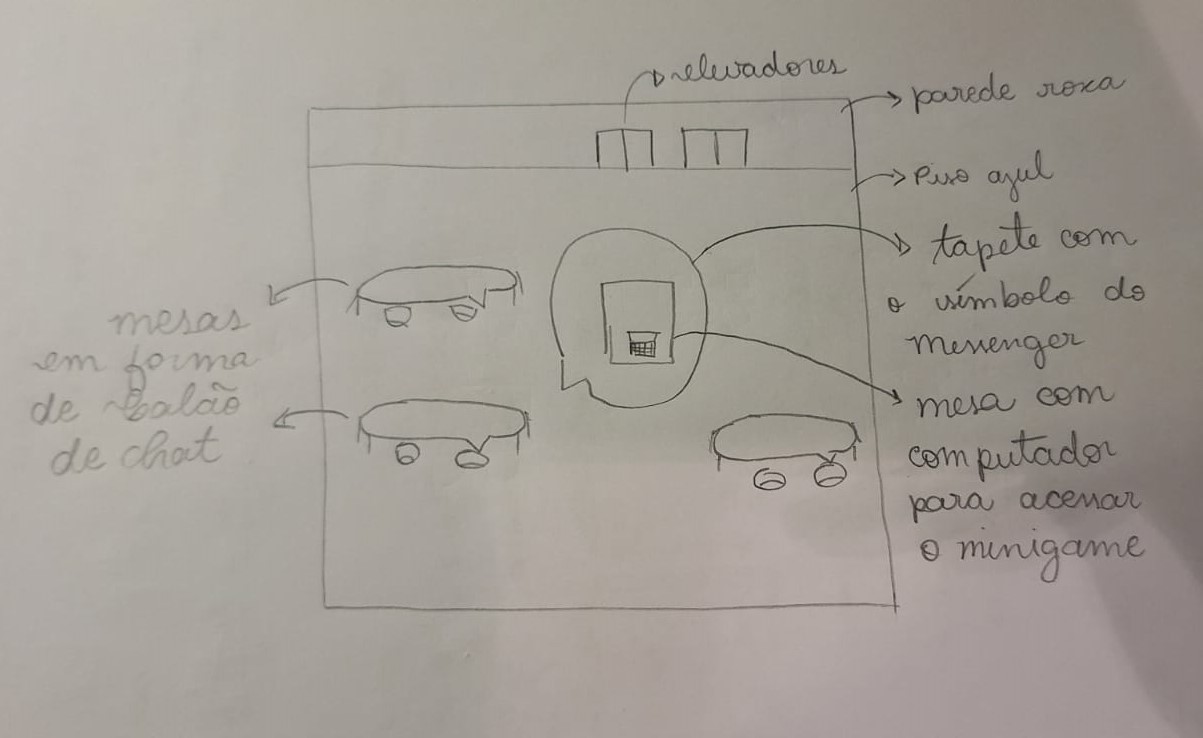 elevadores
parede roxa
Piso azul
tapete com
o símbolo do
messenger
mesas
em forma
de balão
de chat
mesa com
computador
para acessar
o minigame